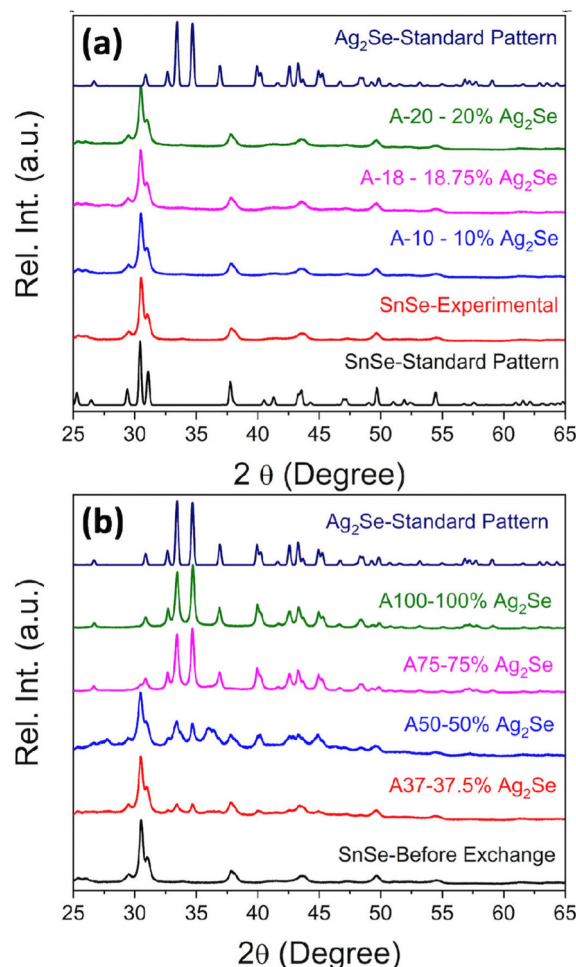 (a)
Ag₂Se-Standard Pattern
A-20 - 20% Ag₂Se
A-18 - 18.75% Ag₂Se
A-10 - 10% Ag₂Se
SnSe-Experimental
SnSe-Standard Pattern
Rel. Int. (a.u.)
25 30 35 40 45 50 55 60 65
2 θ (Degree)
(b)
Ag₂Se-Standard Pattern
A100-100% Ag₂Se
A75-75% Ag₂Se
A50-50% Ag₂Se
A37-37.5% Ag₂Se
SnSe-Before Exchange
Rel. Int. (a.u.)
25 30 35 40 45 50 55 60 65
2θ (Degree)